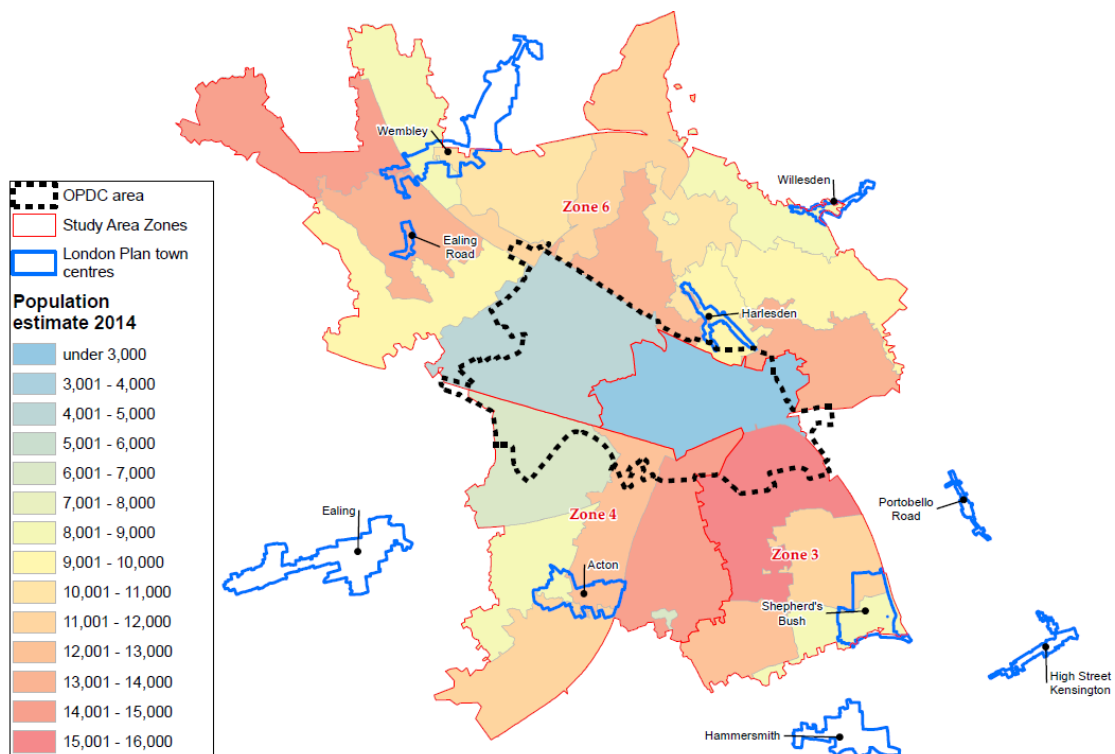 OPDC area
Study Area Zones
London Plan town
centres
Population
estimate 2014
under 3,000
3,001 - 4,000
4,001 - 5,000
5,001 - 6,000
6,001 - 7,000
7,001 - 8,000
8,001 - 9,000
9,001 - 10,000
10,001 - 11,000
11,001 - 12,000
12,001 - 13,000
13,001 - 14,000
14,001 - 15,000
15,001 - 16,000
Wembley
Willesden
Zone 6
Ealing
Road
Harlesden
Portobello
Road
Ealing
Zone 4
Zone 3
Acton
Shepherd's
Bush
High Street
Kensington
Hammersmith